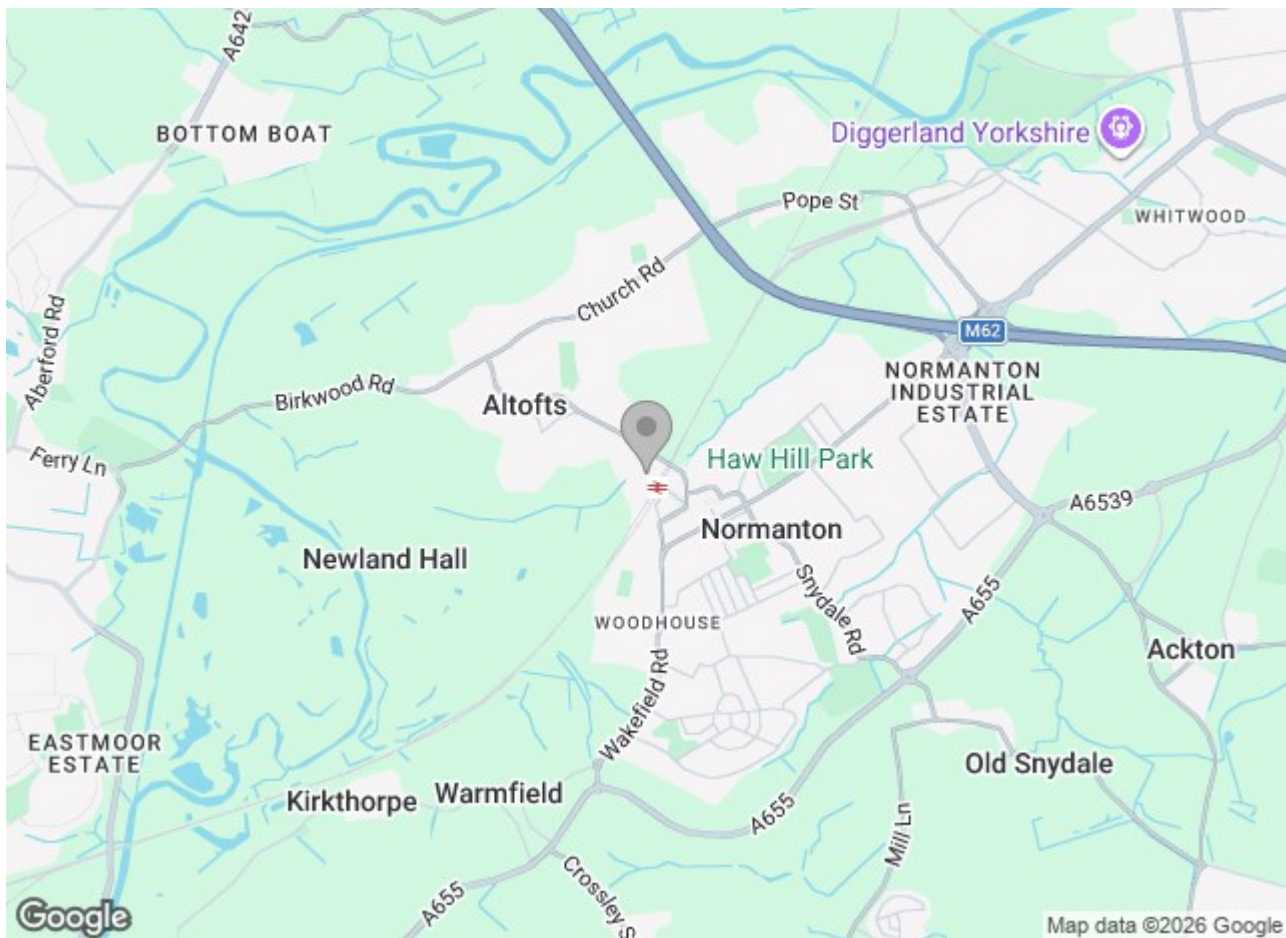 A642
BOTTOM BOAT
Diggerland Yorkshire
Pope St
WHITWOOD
Church Rd
Aberford Rd
M62
NORMANTON
INDUSTRIAL
ESTATE
Birkwood Rd
Altofts
Ferry Ln
Haw Hill Park
A6539
Normanton
Newland Hall
Snydale Rd
A655
WOODHOUSE
Ackton
Wakefield Rd
EASTMOOR
ESTATE
Old Snydale
Kirkthorpe
Warmfield
A655
Mill Ln
Crossley S
A655
Google
Map data ©2026 Google